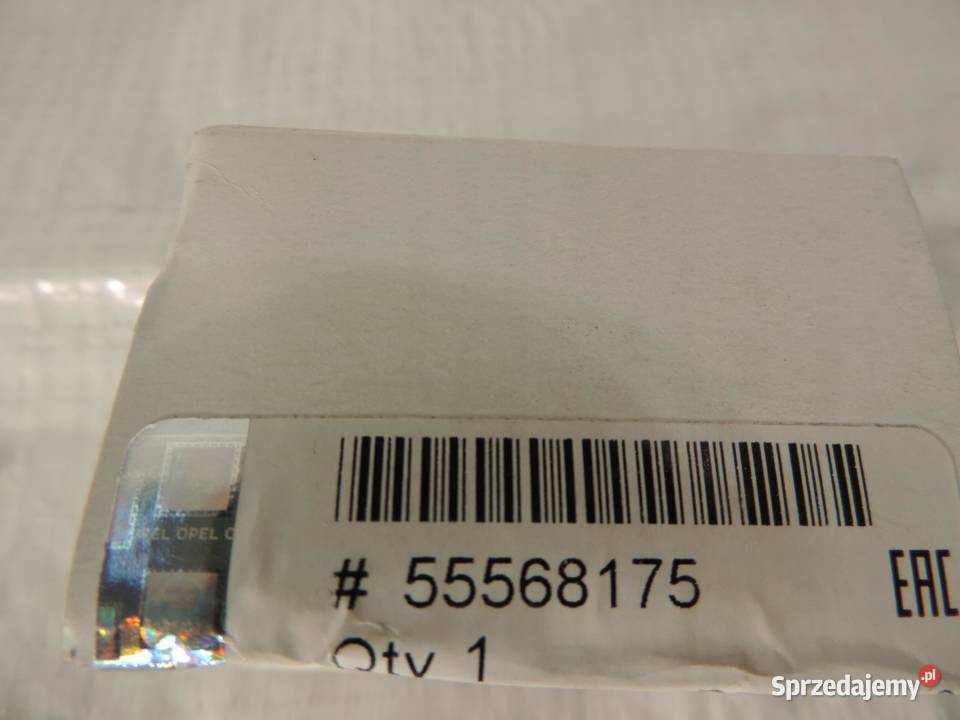 OPEL OPEL O
# 55568175
EAC
Qty 1
Sprzedajemy.pl